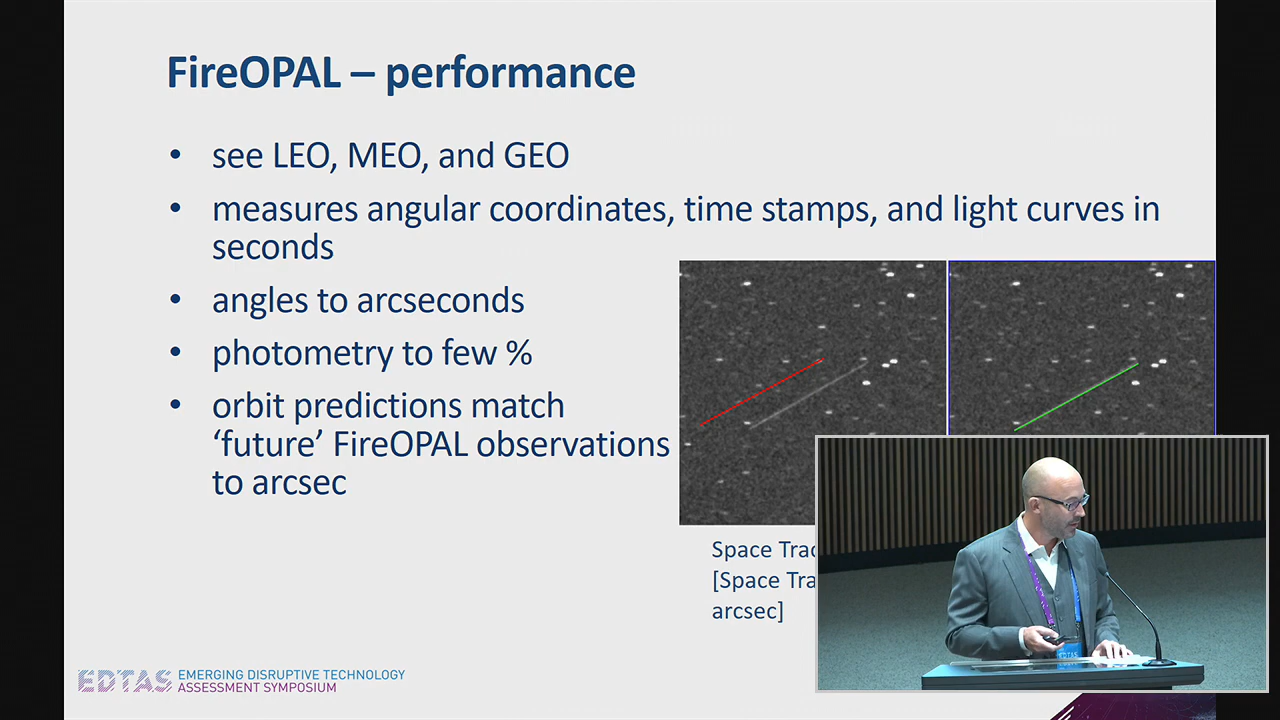 FireOPAL – performance
• see LEO, MEO, and GEO
• measures angular coordinates, time stamps, and light curves in
seconds
• angles to arcseconds
• photometry to few %
• orbit predictions match
‘future’ FireOPAL observations
to arcsec
Space
[Space
arcsec]
EDTAS EMERGING DISRUPTIVE TECHNOLOGY
ASSESSMENT SYMPOSIUM
EDTAS